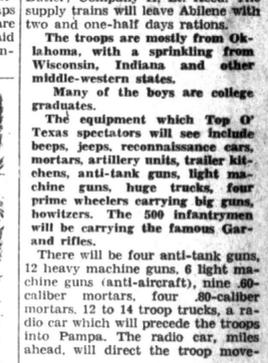 supply trains will leave Abilene with
two and one-half days rations.
The troops are mostly from Ok-
lahoma, with a sprinkling from
Wisconsin, Indiana and other
middle-western states.
Many of the boys are college
graduates.
The equipment which Top O'
Texas spectators will see include
beeps, jeeps, reconnaissance cars,
mortars, artillery units, trailer kit-
chens, anti-tank guns, light ma-
chine guns, huge trucks, four
prime wheelers carrying big guns,
howitzers. The 500 infantrymen
will be carrying the famous Gar-
and rifles.
There will be four anti-tank guns,
12 heavy machine guns, 6 light ma-
chine guns (anti-aircraft), nine .60-
caliber mortars, four .80-caliber
mortars, 12 to 14 troop trucks, a ra-
dio car which will precede the troops
into Pampa. The radio car, miles
ahead, will direct the troop move-